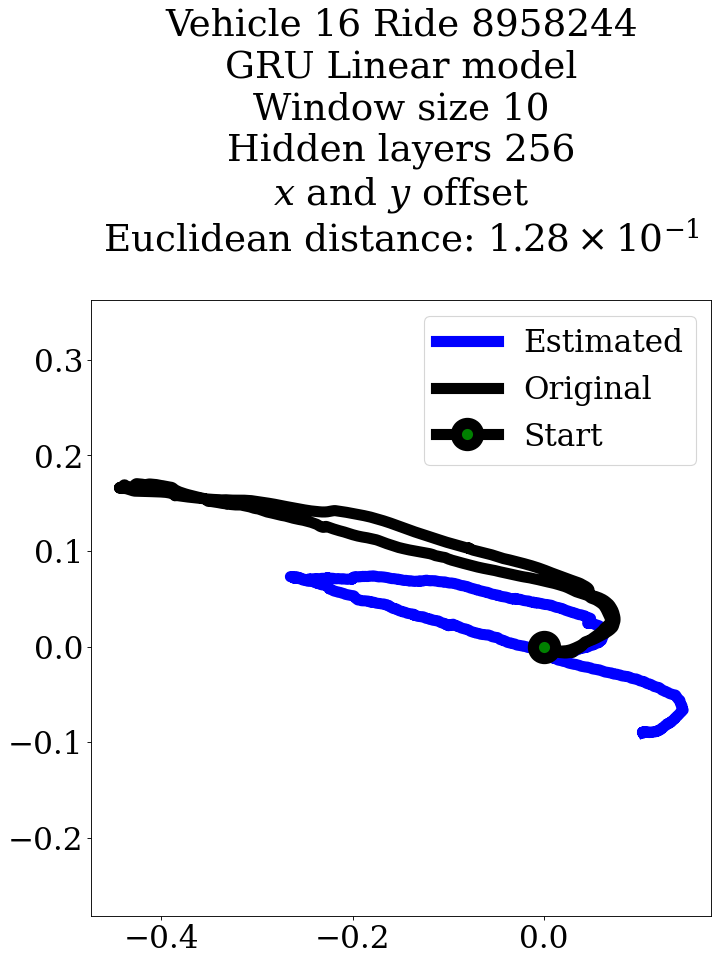 Vehicle 16 Ride 8958244
GRU Linear model
Window size 10
Hidden layers 256
x and y offset
Euclidean distance: 1.28 × 10⁻¹
Estimated
Original
Start
0.3
0.2
0.1
0.0
−0.1
−0.2
−0.4 −0.2 0.0